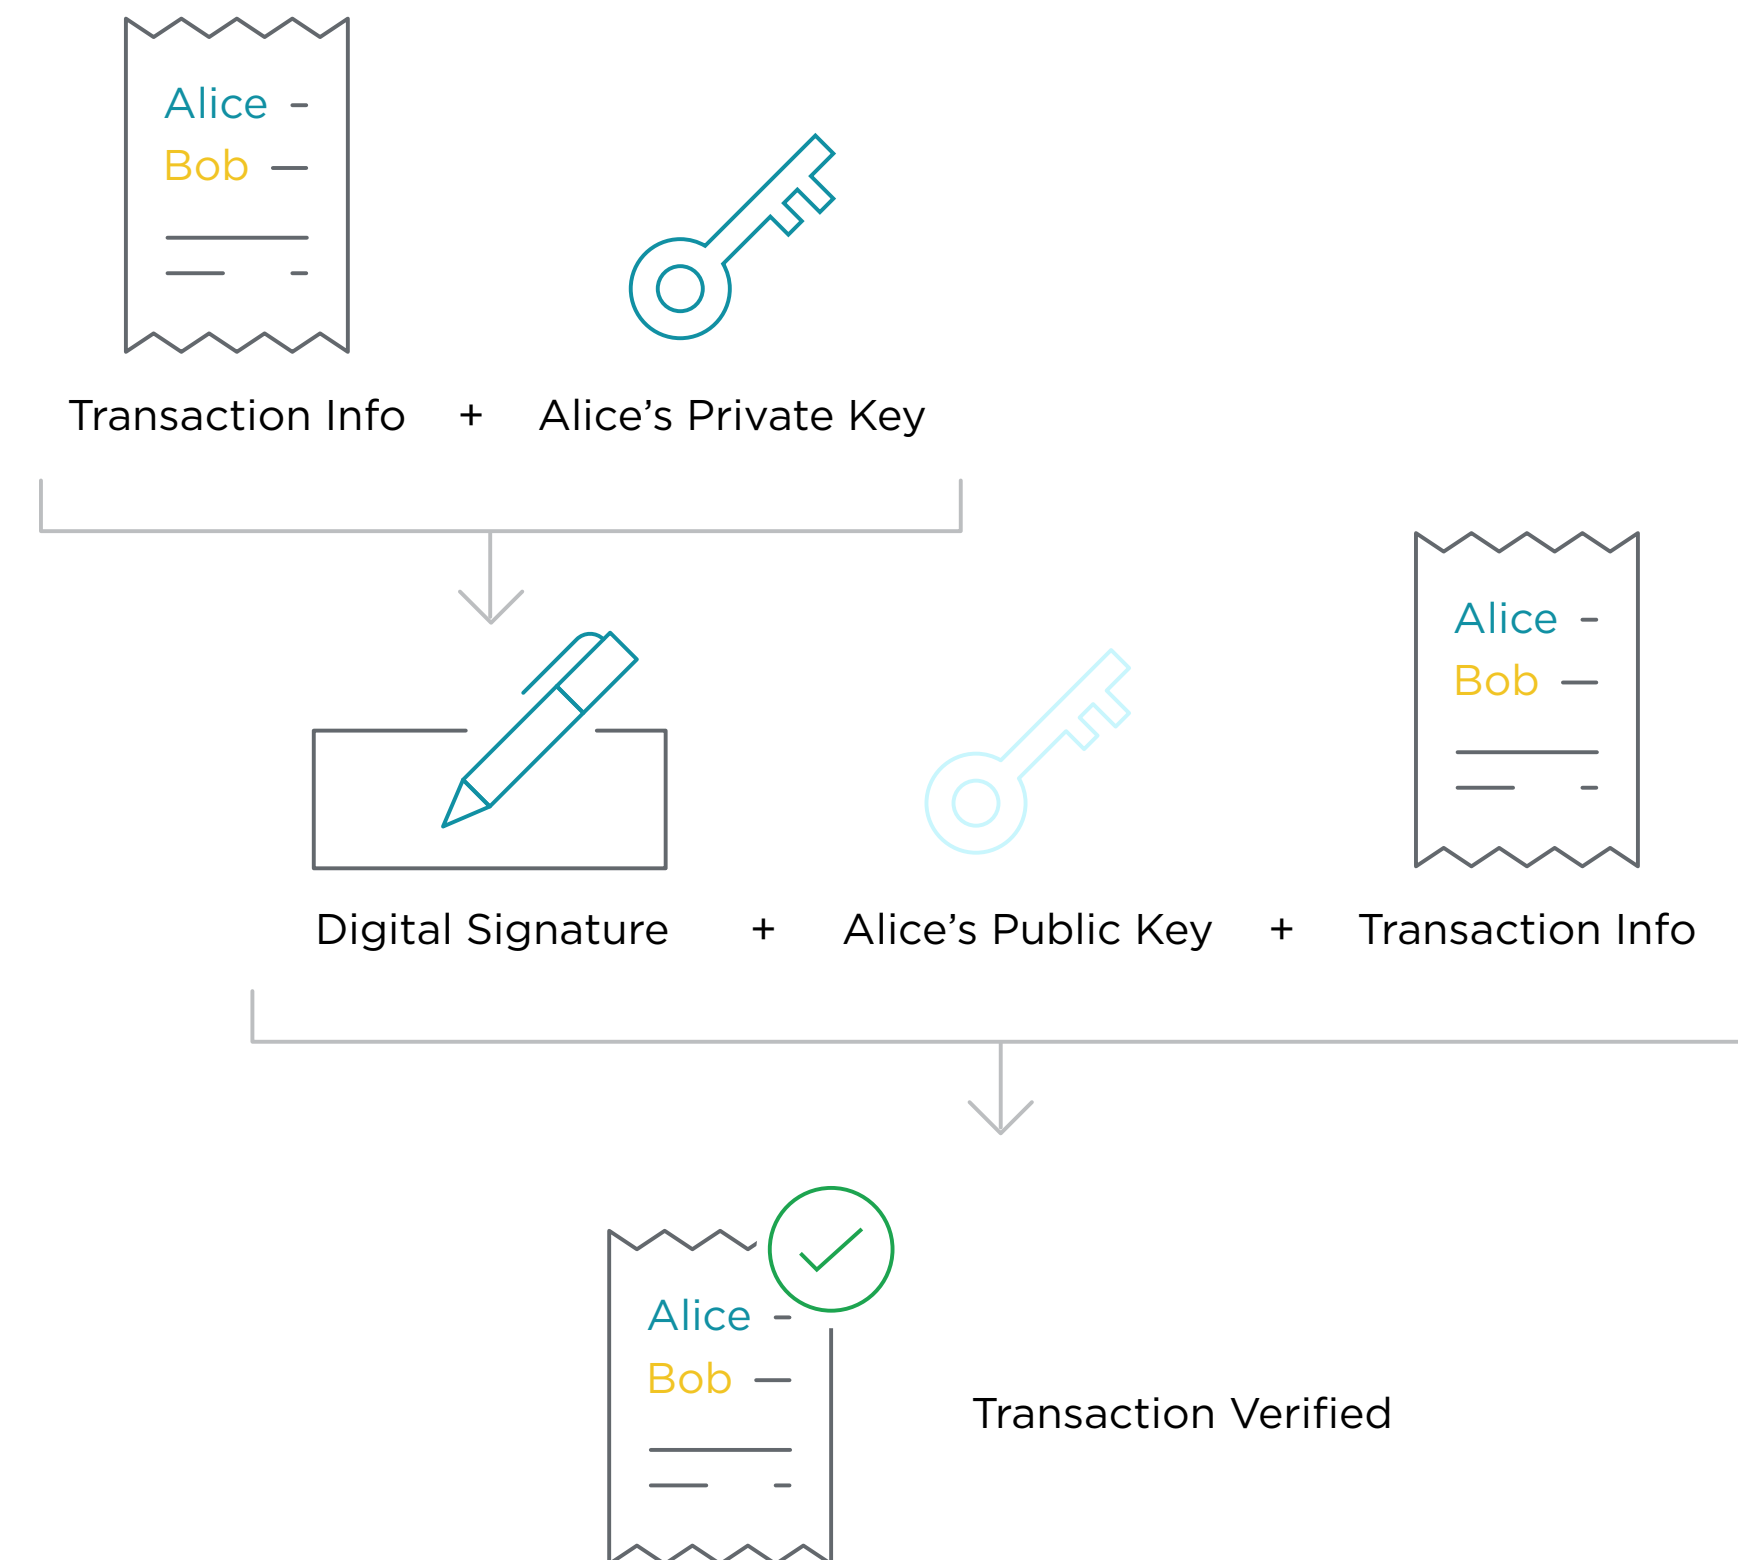 Alice
Bob
Transaction Info + Alice’s Private Key
Alice
Bob
Digital Signature + Alice’s Public Key + Transaction Info
Alice
Bob
Transaction Verified